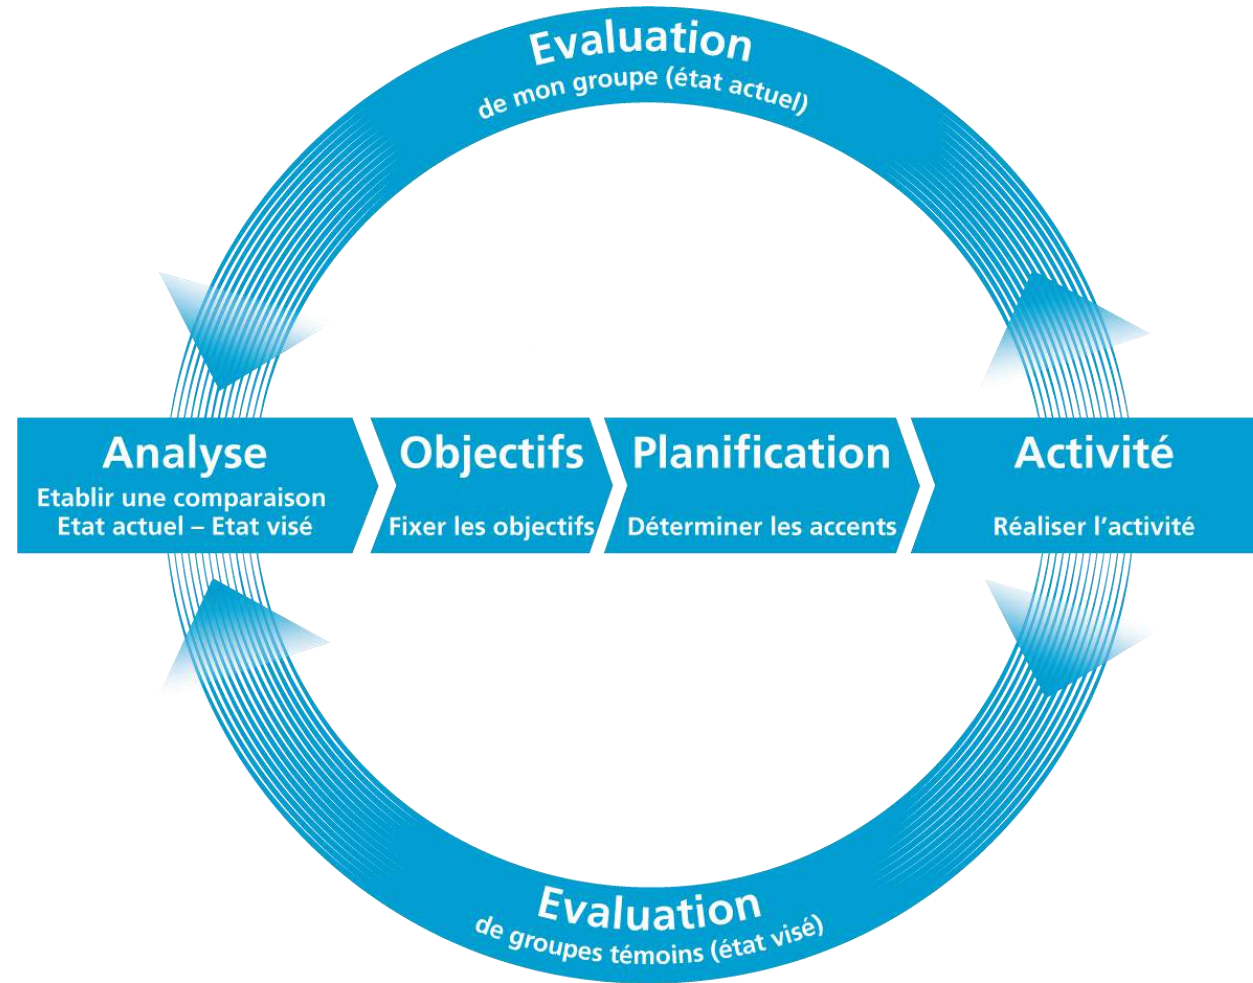 Evaluation
de mon groupe (état actuel)
Analyse
Etablir une comparaison
Etat actuel – Etat visé
Objectifs
Fixer les objectifs
Planification
Déterminer les accents
Activité
Réaliser l’activité
Evaluation
de groupes témoins (état visé)